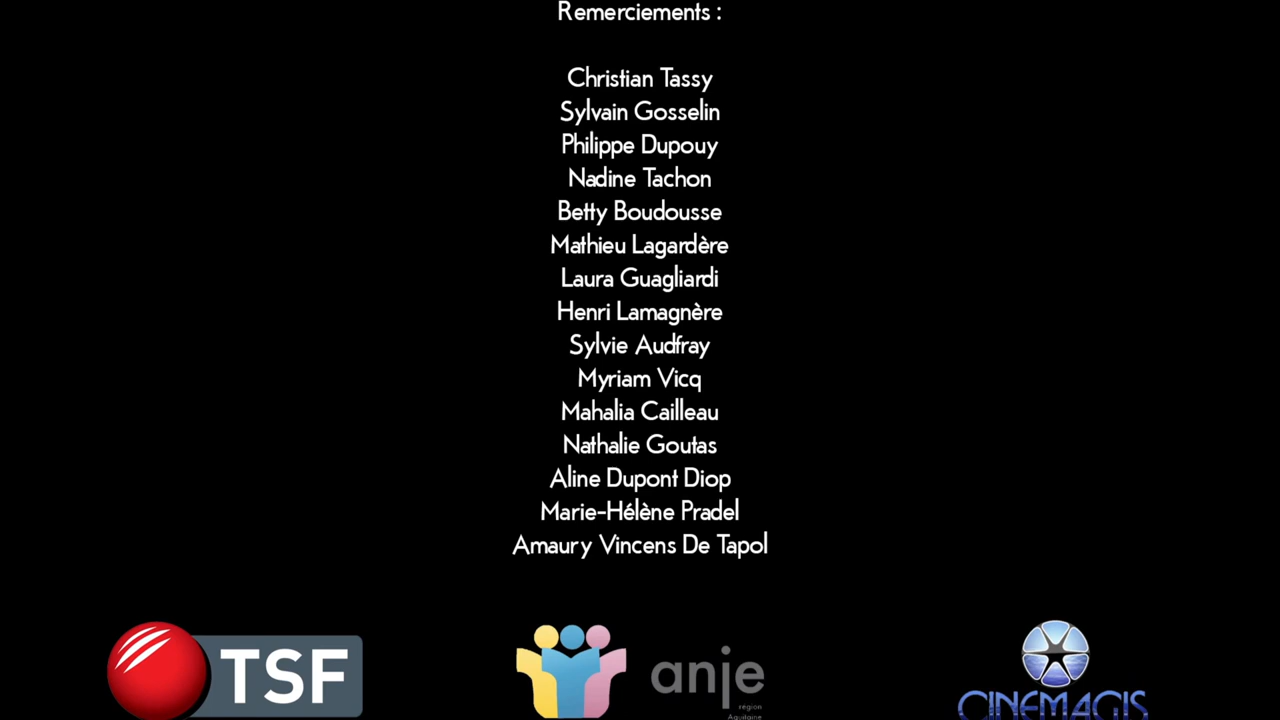 Remerciements :
Christian Tassy
Sylvain Gosselin
Philippe Dupouy
Nadine Tachon
Betty Boudousse
Mathieu Lagardère
Laura Guagliardi
Henri Lamagnère
Sylvie Audfray
Myriam Vicq
Mahalia Cailleau
Nathalie Goutas
Aline Dupont Diop
Marie-Hélène Pradel
Amaury Vincens De Tapol
TSF
anje
région
Aquitaine
CINEMAGIS